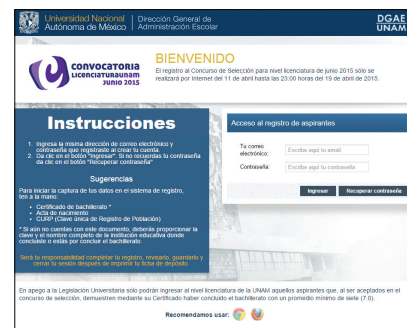 Universidad Nacional
Autónoma de México
Dirección General de
Administración Escolar
DGAE
UNAM
CONVOCATORIA
LICENCIATURAUNAM
JUNIO 2015
BIENVENIDO
El registro al Concurso de Selección para nivel licenciatura de junio 2015 sólo se
realizará por internet del 11 de abril hasta las 23:00 horas del 19 de abril de 2015.
Instrucciones
1. Ingresa la misma dirección de correo electrónico y
contraseña que registraste al crear tu cuenta.
2. Da clic en el botón "Ingresar". Si no recuerdas tu contraseña
da clic en el botón "Recuperar contraseña"
Sugerencias
Para iniciar la captura de tus datos en el sistema de registro,
ten a la mano:
• Certificado de bachillerato *
• Acta de nacimiento
• CURP (Clave única de Registro de Población)
* Si aún no cuentas con este documento, deberás proporcionar la
clave y el nombre completo de la institución educativa donde
concluiste o estás por concluir el bachillerato.
Será tu responsabilidad completar tu registro, revisarlo, guardarlo y
cerrar tu sesión después de imprimir tu ficha de depósito.
Acceso al registro de aspirantes
Tu correo
electrónico:
Escribe aquí tu email
Contraseña:
Escribe aquí tu contraseña
Ingresar
Recuperar contraseña
En apego a la Legislación Universitaria sólo podrán ingresar al nivel licenciatura de la UNAM aquellos aspirantes que, al ser aceptados en el
concurso de selección, demuestren mediante su Certificado haber concluido el bachillerato con un promedio mínimo de siete (7.0).
Recomendamos usar: